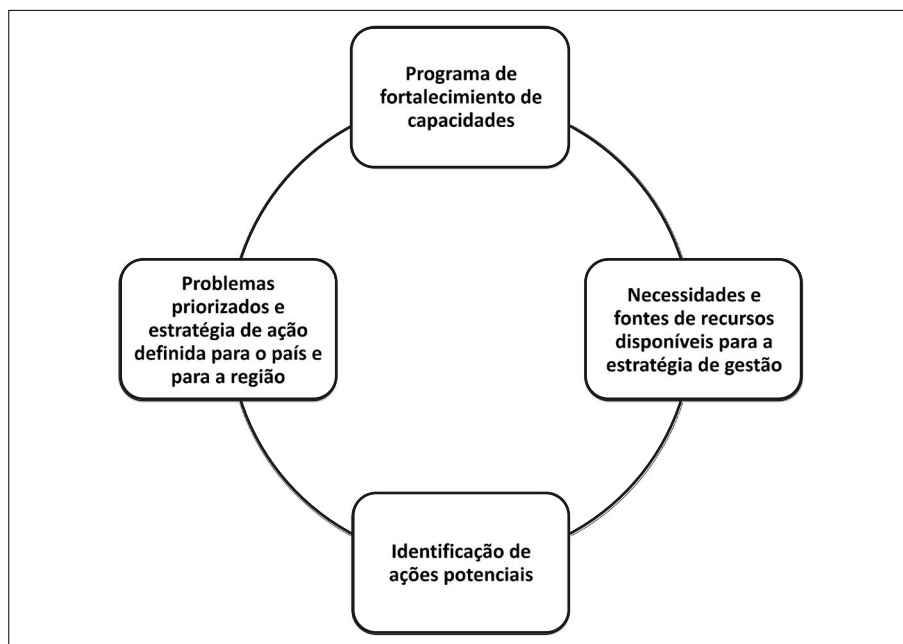 Programa de
fortalecimiento de
capacidades
Problemas
priorizados e
estratégia de ação
definida para o país e
para a região
Necessidades e
fontes de recursos
disponíveis para a
estratégia de gestão
Identificação de
ações potenciais